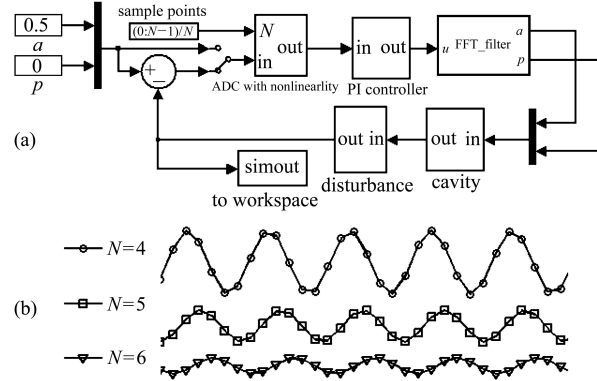 0.5
a
0
p
sample points
(0:N−1)/N
+
−
N
in
out
ADC with nonlinearlity
in out
PI controller
u
FFT_filter
a
p
(a)
simout
to workspace
out in
disturbance
out in
cavity
(b)
N=4
N=5
N=6